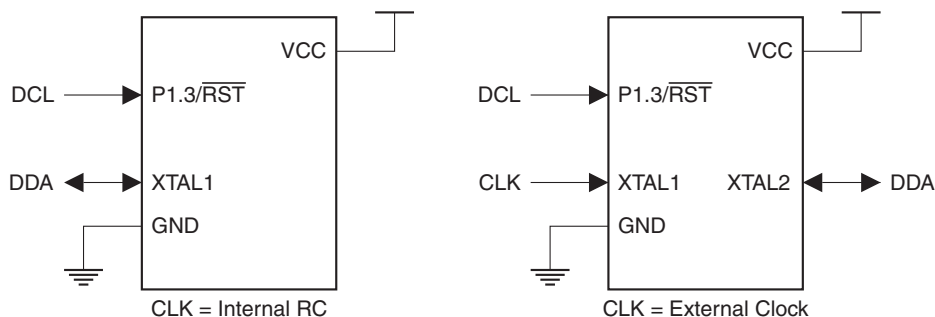 VCC
DCL
P1.3/RST
DDA
XTAL1
GND
CLK = Internal RC
VCC
DCL
P1.3/RST
CLK
XTAL1
XTAL2
DDA
GND
CLK = External Clock